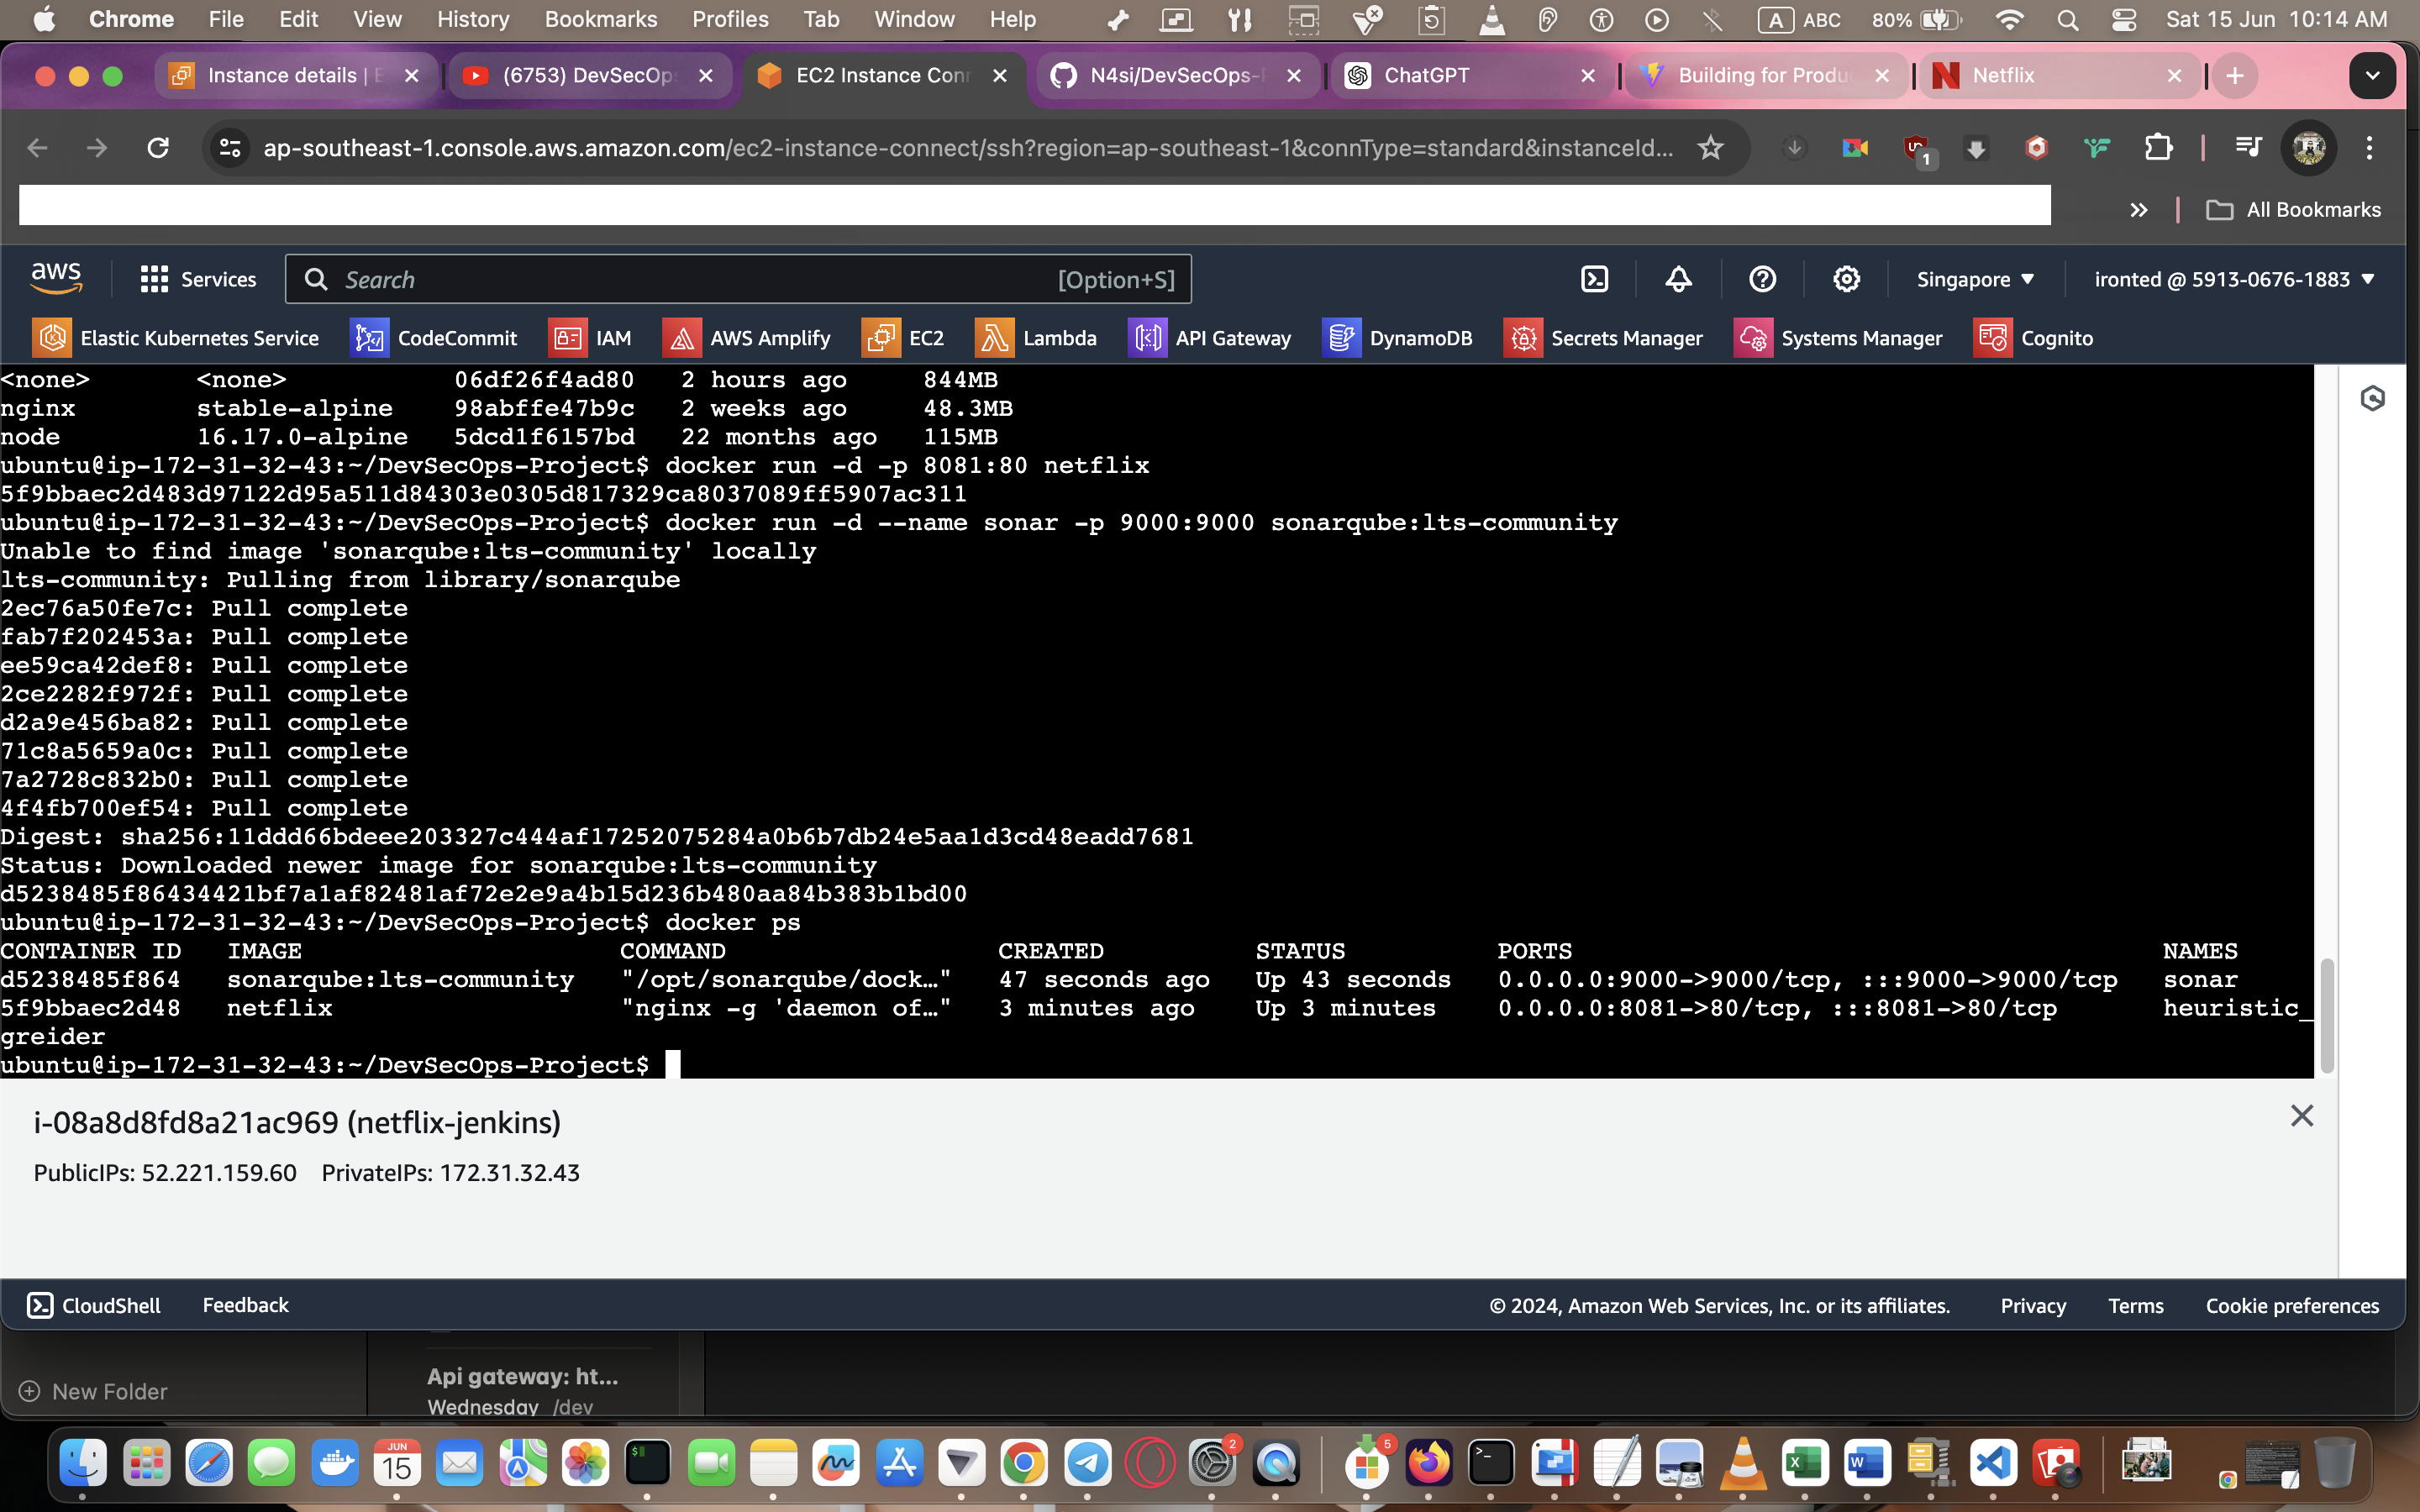 Chrome File Edit View History Bookmarks Profiles Tab Window Help A ABC 80% Sat 15 Jun 10:14 AM
Instance details | E (6753) DevSecOps EC2 Instance Conn N4si/DevSecOps-P ChatGPT Building for Produ Netflix
ap-southeast-1.console.aws.amazon.com/ec2-instance-connect/ssh?region=ap-southeast-1&connType=standard&instanceId... 1
» All Bookmarks
aws Services Search [Option+S] Singapore ironted @ 5913-0676-1883
Elastic Kubernetes Service CodeCommit IAM AWS Amplify EC2 Lambda API Gateway DynamoDB Secrets Manager Systems Manager Cognito
<none> <none> 06df26f4ad80 2 hours ago 844MB
nginx stable-alpine 98abffe47b9c 2 weeks ago 48.3MB
node 16.17.0-alpine 5dcd1f6157bd 22 months ago 115MB
ubuntu@ip-172-31-32-43:~/DevSecOps-Project$ docker run -d -p 8081:80 netflix
5f9bbaec2d483d97122d95a511d84303e0305d817329ca8037089ff5907ac311
ubuntu@ip-172-31-32-43:~/DevSecOps-Project$ docker run -d --name sonar -p 9000:9000 sonarqube:lts-community
Unable to find image 'sonarqube:lts-community' locally
lts-community: Pulling from library/sonarqube
2ec76a50fe7c: Pull complete
fab7f202453a: Pull complete
ee59ca42def8: Pull complete
2ce2282f972f: Pull complete
d2a9e456ba82: Pull complete
71c8a5659a0c: Pull complete
7a2728c832b0: Pull complete
4f4fb700ef54: Pull complete
Digest: sha256:11ddd66bdeee203327c444af17252075284a0b6b7db24e5aa1d3cd48eadd7681
Status: Downloaded newer image for sonarqube:lts-community
d5238485f86434421bf7a1af82481af72e2e9a4b15d236b480aa84b383b1bd00
ubuntu@ip-172-31-32-43:~/DevSecOps-Project$ docker ps
CONTAINER ID IMAGE COMMAND CREATED STATUS PORTS NAMES
d5238485f864 sonarqube:lts-community "/opt/sonarqube/dock…" 47 seconds ago Up 43 seconds 0.0.0.0:9000->9000/tcp, :::9000->9000/tcp sonar
5f9bbaec2d48 netflix "nginx -g 'daemon of…" 3 minutes ago Up 3 minutes 0.0.0.0:8081->80/tcp, :::8081->80/tcp heuristic_
greider
ubuntu@ip-172-31-32-43:~/DevSecOps-Project$
i-08a8d8fd8a21ac969 (netflix-jenkins)
PublicIPs: 52.221.159.60 PrivateIPs: 172.31.32.43
CloudShell Feedback © 2024, Amazon Web Services, Inc. or its affiliates. Privacy Terms Cookie preferences
Api gateway: ht...
New Folder
Wednesday /dev
JUN 15 2 5